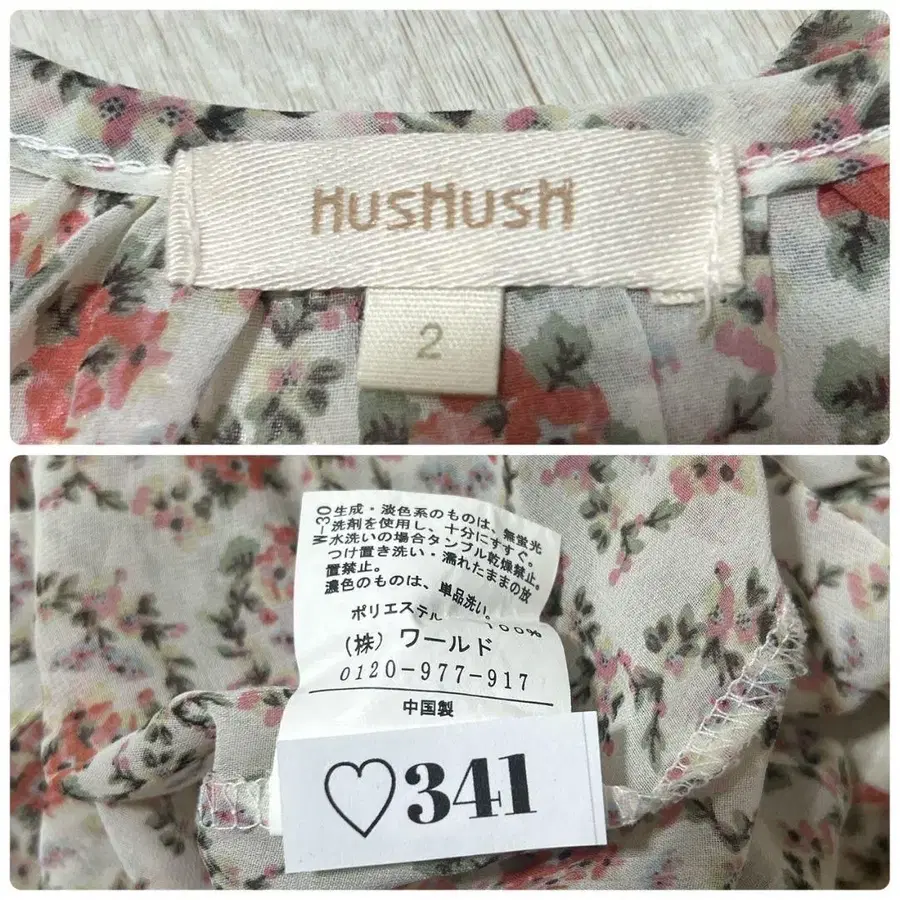 HusHusH
2
W-30
生成・淡色系のものは、無蛍光
洗剤を使用し、十分にすすぐ。
水洗いの場合タンブル乾燥禁止。
つけ置き洗い・濡れたままの放
置禁止。
濃色のものは、単品洗い。
ポリエステル 100%
(株) ワールド
0120-977-917
中国製
♡341